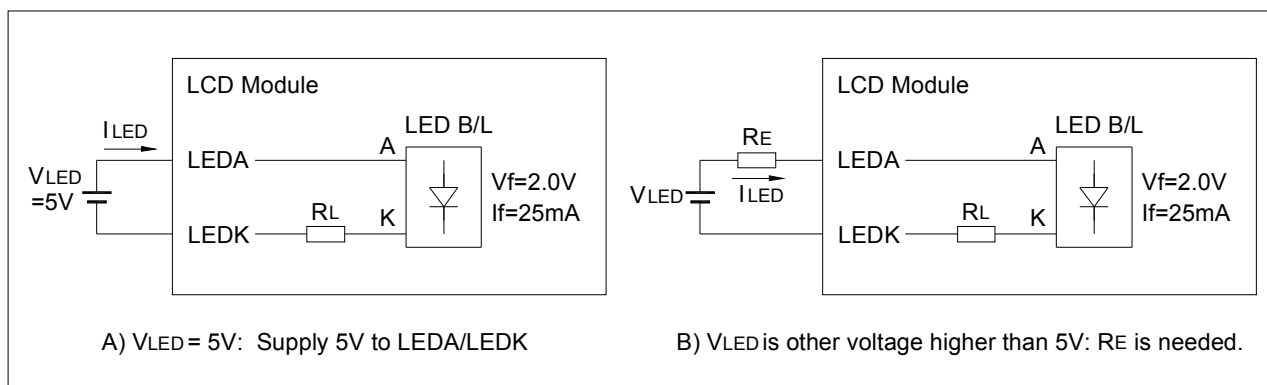 LCD Module
LED B/L
ILED
LEDA
A
VLED
=5V
Vf=2.0V
If=25mA
RL
K
LEDK
A) VLED = 5V: Supply 5V to LEDA/LEDK
LCD Module
LED B/L
RE
LEDA
A
VLED
ILED
Vf=2.0V
If=25mA
RL
K
LEDK
B) VLED is other voltage higher than 5V: RE is needed.